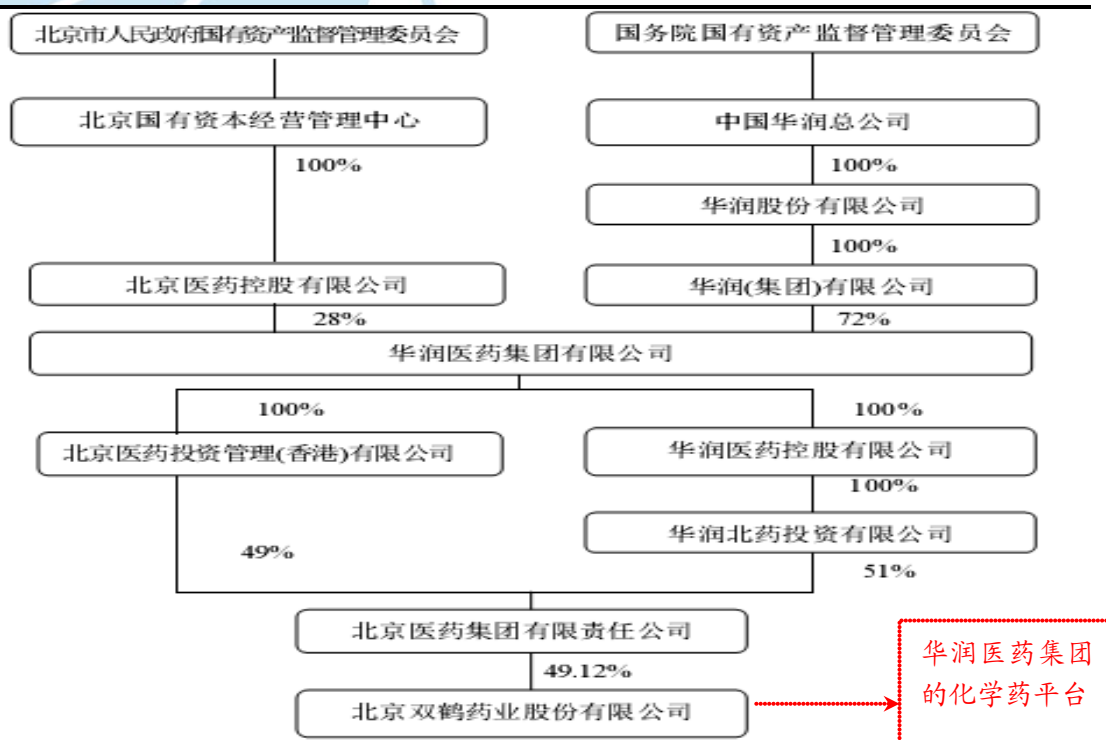 北京市人民政府国有资产监督管理委员会
国务院国有资产监督管理委员会
北京国有资本经营管理中心
中国华润总公司
100%
100%
华润股份有限公司
100%
北京医药控股有限公司
华润(集团)有限公司
28%
72%
华润医药集团有限公司
100%
100%
北京医药投资管理(香港)有限公司
华润医药控股有限公司
100%
华润北药投资有限公司
49%
51%
北京医药集团有限责任公司
49.12%
北京双鹤药业股份有限公司
华润医药集团
的化学药平台